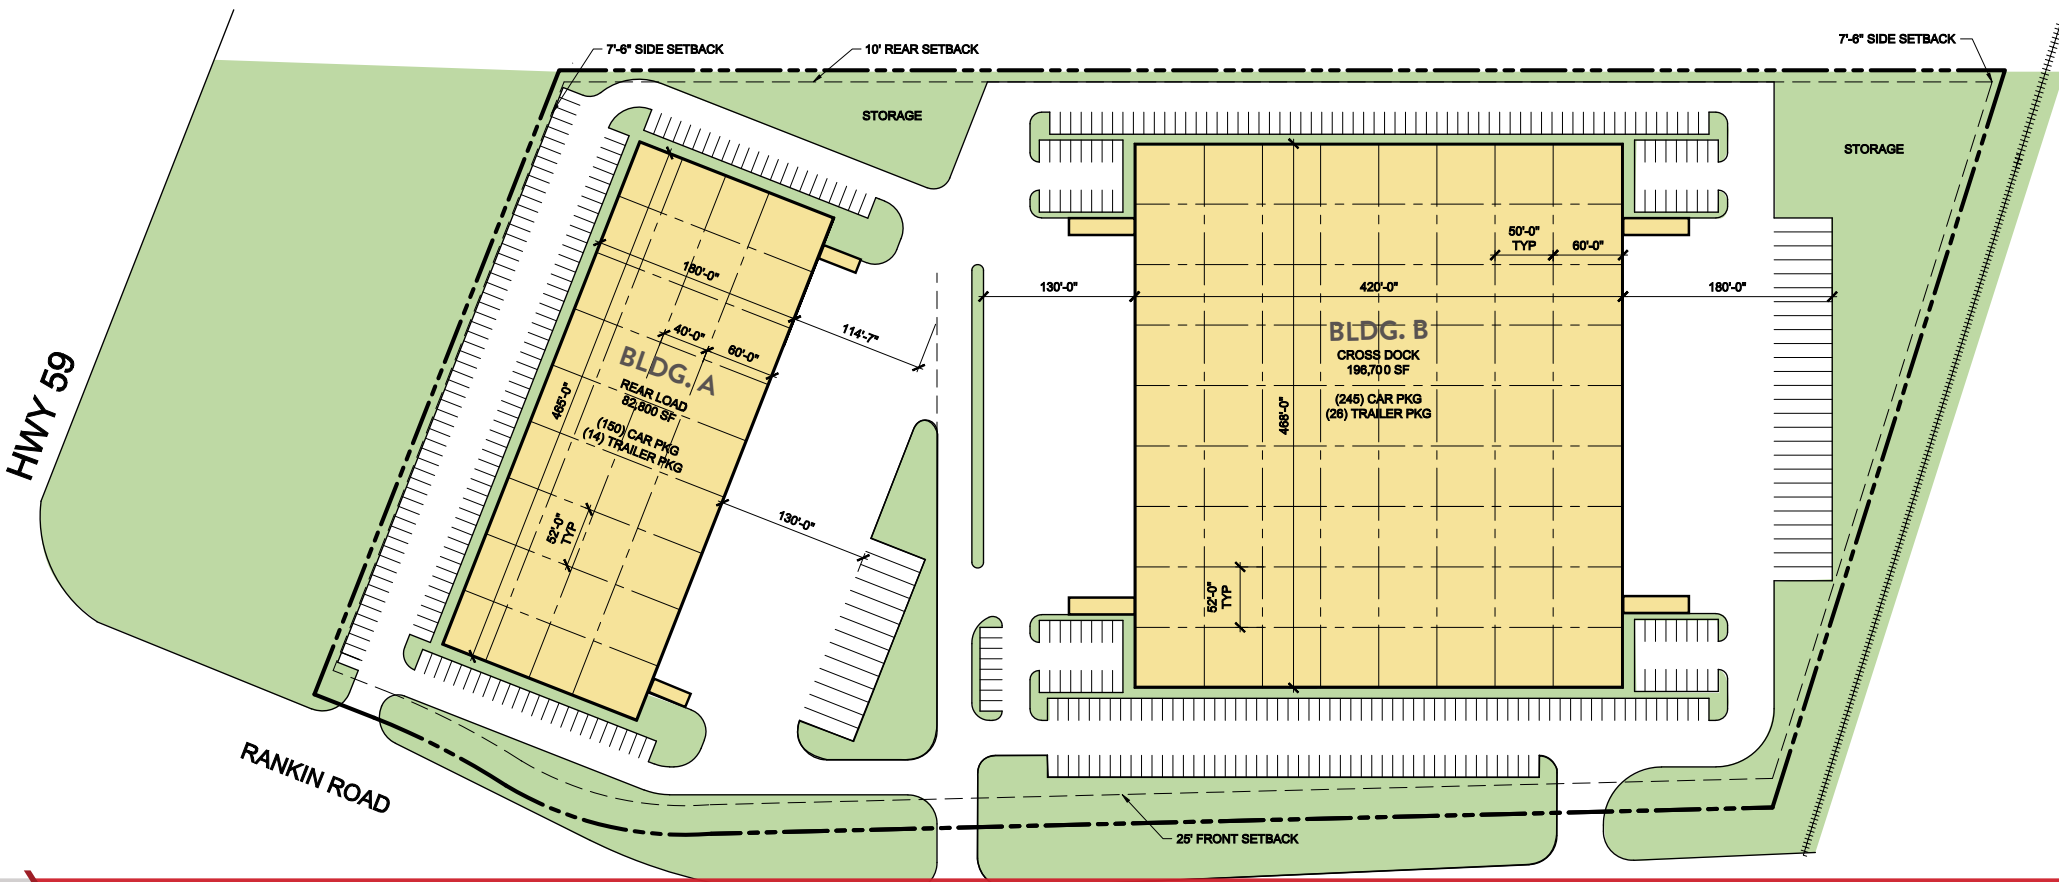 7'-6" SIDE SETBACK
10' REAR SETBACK
7'-6" SIDE SETBACK
STORAGE
STORAGE
HWY 59
RANKIN ROAD
180'-0"
40'-0"
60'-0"
114'-7"
BLDG. A
REAR LOAD
82,800 SF
(150) CAR PKG
(14) TRAILER PKG
465'-0"
52'-0"
TYP
130'-0"
130'-0"
420'-0"
180'-0"
50'-0"
TYP
60'-0"
BLDG. B
CROSS DOCK
196,700 SF
(245) CAR PKG
(26) TRAILER PKG
468'-0"
52'-0"
TYP
25' FRONT SETBACK